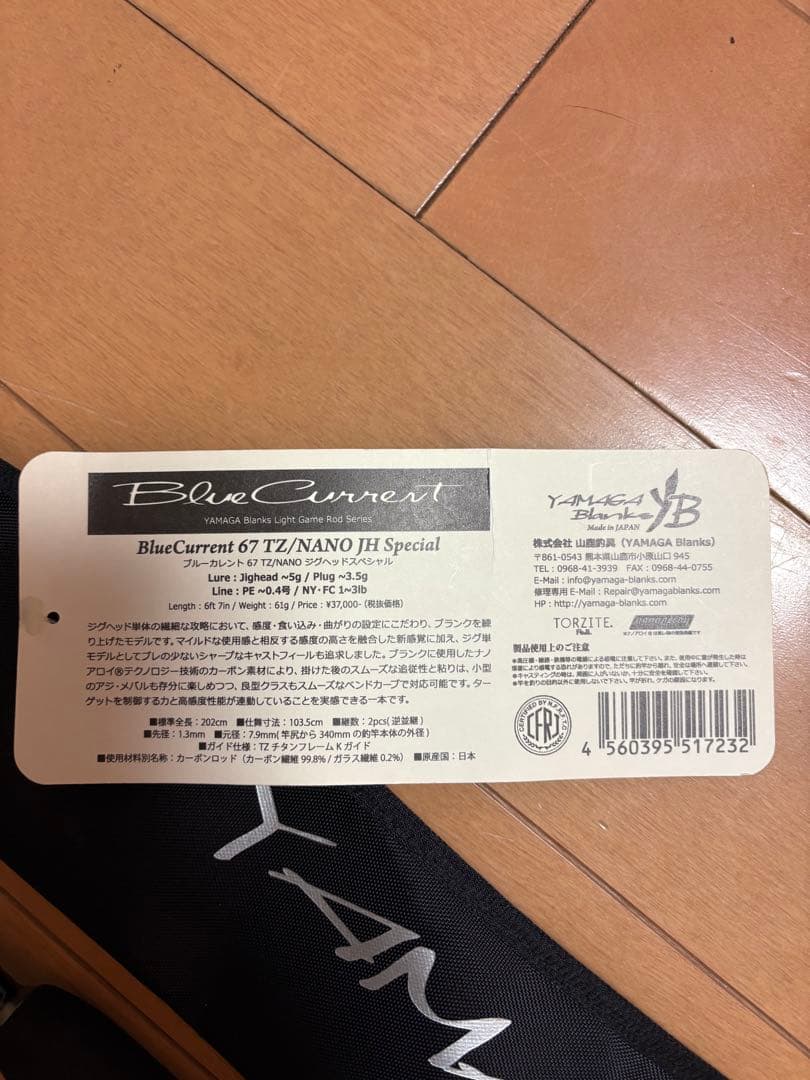 BlueCurrent
YAMAGA Blanks Light Game Rod Series
BlueCurrent 67 TZ/NANO JH Special
ブルーカレント 67 TZ/NANO ジグヘッドスペシャル
Lure : Jighead ~5g / Plug ~3.5g
Line : PE ~0.4号 / NY・FC 1~3lb
Length : 6ft 7in / Weight : 61g / Price : ¥37,000- (税抜価格)
ジグヘッド単体の繊細な攻略において、感度・食い込み・曲がりの設定にこだわり、ブランクを練
り上げたモデルです。マイルドな使用感と相反する感度の高さを融合した新感覚に加え、ジグ単
モデルとしてブレの少ないシャープなキャストフィールも追求しました。ブランクに使用したナノ
アロイ®テクノロジー技術のカーボン素材により、掛けた後のスムーズな追従性と粘りは、小型
のアジ・メバルも存分に楽しめつつ、良型クラスもスムーズなベンドカーブで対応可能です。ター
ゲットを制御する力と高感度性能が連動していることを実感できる一本です。
■標準全長：202cm ■仕舞寸法：103.5cm ■継数：2pcs( 逆並継 )
■先径：1.3mm ■元径：7.9mm( 竿尻から 340mm の釣竿本体の外径 )
■ガイド仕様：TZ チタンフレーム K ガイド
■使用材料別名称：カーボンロッド（カーボン繊維 99.8% / ガラス繊維 0.2%） ■原産国：日本
YAMAGA
Blanks YB
Made in JAPAN
株式会社 山鹿釣具（YAMAGA Blanks）
〒861-0543 熊本県山鹿市小原山口 945
TEL : 0968-41-3939 FAX : 0968-44-0755
E-Mail : info@yamaga-blanks.com
修理専用 E-Mail : Repair@yamagablanks.com
HP : http://yamaga-blanks.com
TORZITE. nanoalloy
Fuji
製品使用上のご注意
CERTIFIED BY N.F.R.T.C
CFRJ
4 560395 517232
YAM